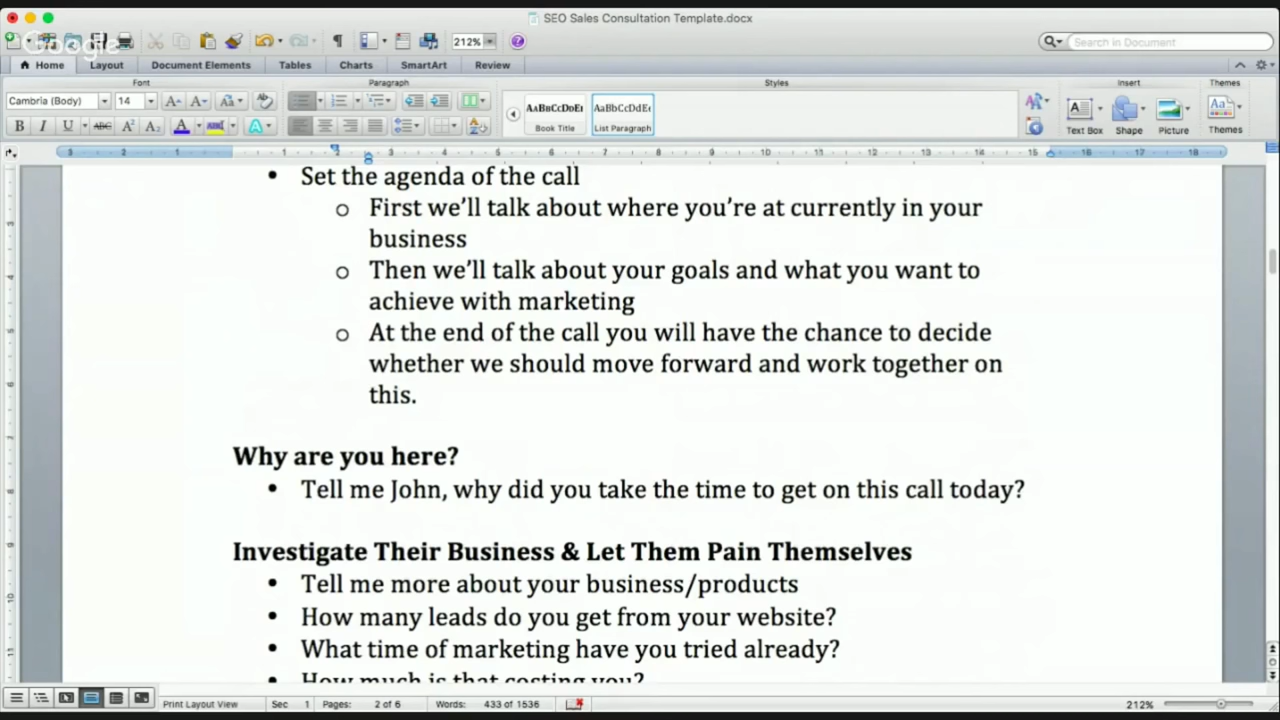 SEO Sales Consultation Template.docx
Google
212%
Search in Document
Home Layout Document Elements Tables Charts SmartArt Review
Font Paragraph Styles Insert Themes
Cambria (Body) 14
AaBbCcDdEe AaBbCcDdEe
Book Title List Paragraph
Text Box Shape Picture Themes
• Set the agenda of the call
o First we’ll talk about where you’re at currently in your
business
o Then we’ll talk about your goals and what you want to
achieve with marketing
o At the end of the call you will have the chance to decide
whether we should move forward and work together on
this.
Why are you here?
• Tell me John, why did you take the time to get on this call today?
Investigate Their Business & Let Them Pain Themselves
• Tell me more about your business/products
• How many leads do you get from your website?
• What time of marketing have you tried already?
• How much is that costing you?
Print Layout View Sec 1 Pages: 2 of 6 Words: 433 of 1536 212%